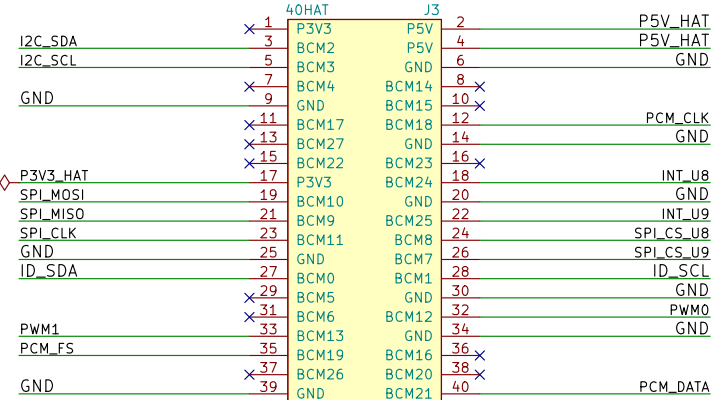 40HAT J3
1 P3V3 P5V 2 P5V_HAT
I2C_SDA 3 BCM2 P5V 4 P5V_HAT
I2C_SCL 5 BCM3 GND 6 GND
7 BCM4 BCM14 8
GND 9 GND BCM15 10
11 BCM17 BCM18 12 PCM_CLK
13 BCM27 GND 14 GND
15 BCM22 BCM23 16
P3V3_HAT 17 P3V3 BCM24 18 INT_U8
SPI_MOSI 19 BCM10 GND 20 GND
SPI_MISO 21 BCM9 BCM25 22 INT_U9
SPI_CLK 23 BCM11 BCM8 24 SPI_CS_U8
GND 25 GND BCM7 26 SPI_CS_U9
ID_SDA 27 BCM0 BCM1 28 ID_SCL
29 BCM5 GND 30 GND
31 BCM6 BCM12 32 PWM0
PWM1 33 BCM13 GND 34 GND
PCM_FS 35 BCM19 BCM16 36
37 BCM26 BCM20 38
GND 39 GND BCM21 40 PCM_DATA